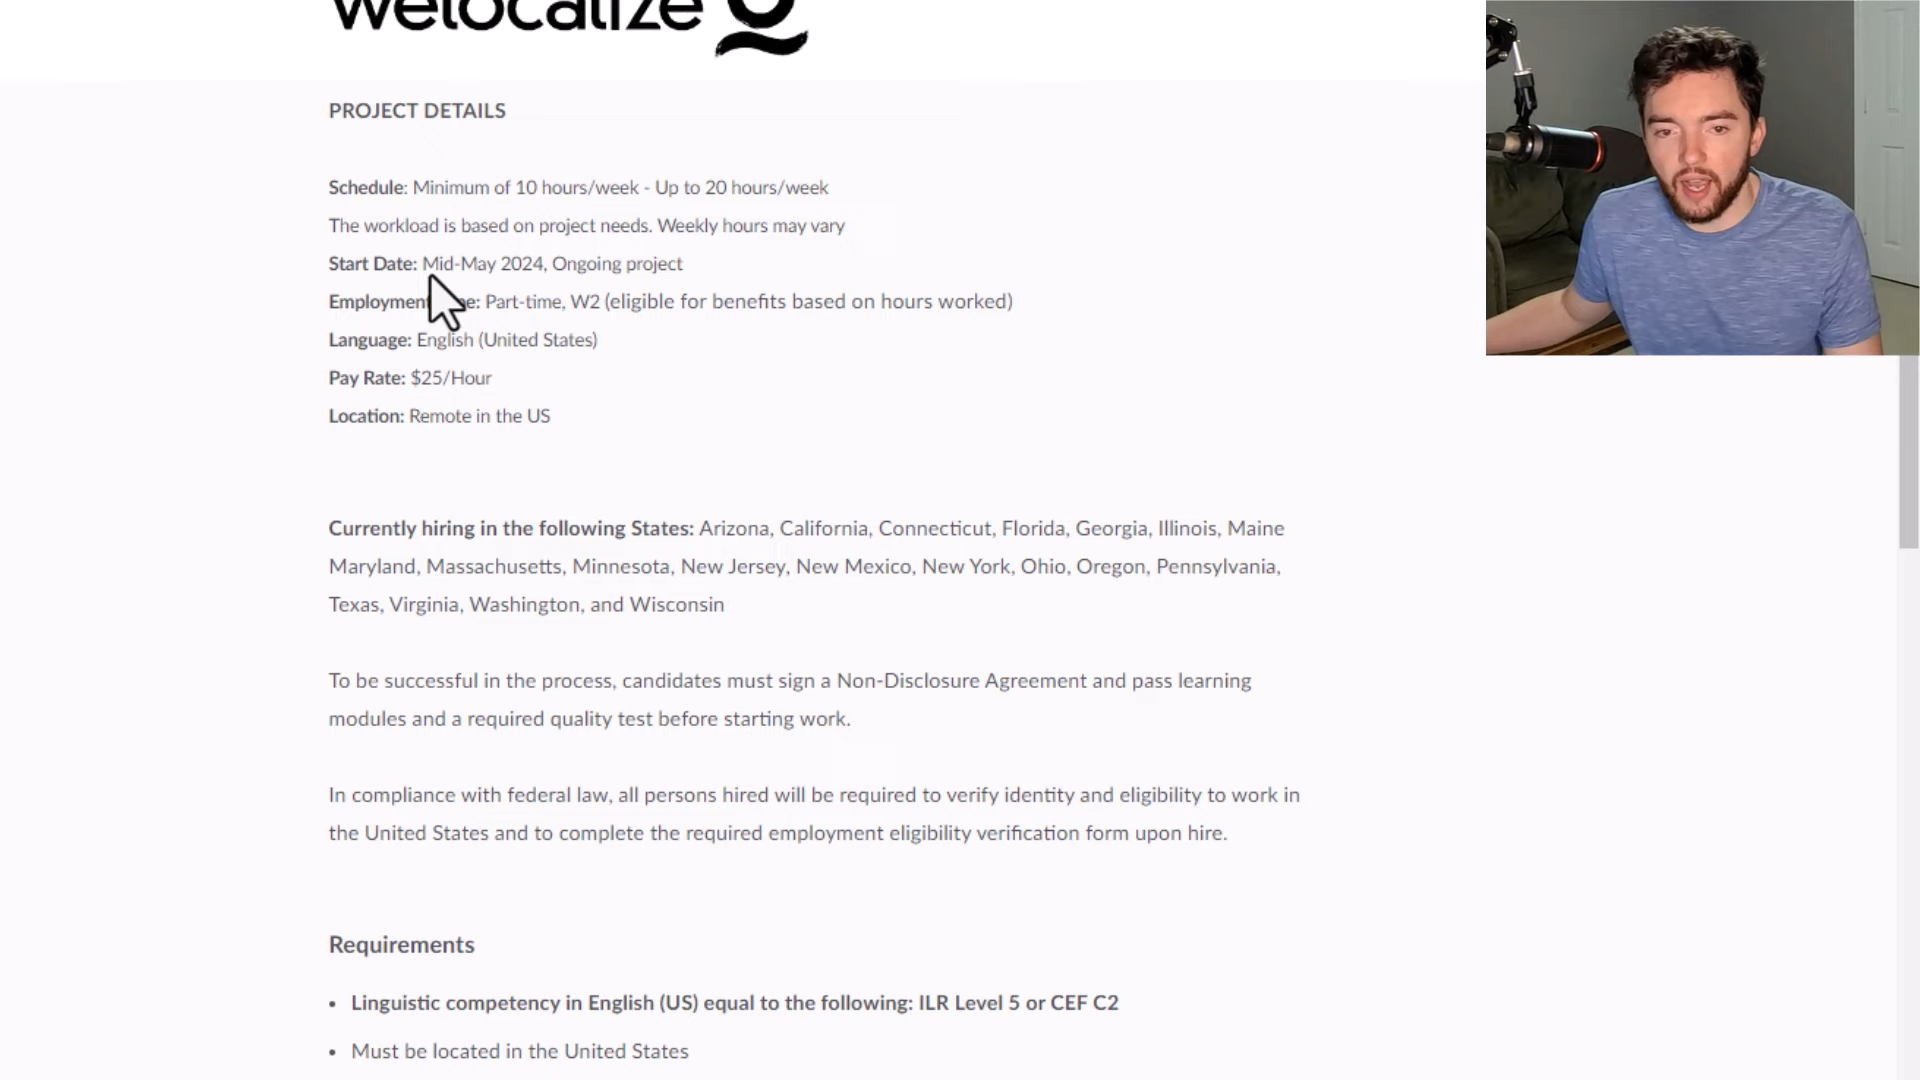 welocalize
PROJECT DETAILS
Schedule: Minimum of 10 hours/week - Up to 20 hours/week
The workload is based on project needs. Weekly hours may vary
Start Date: Mid-May 2024, Ongoing project
Employment e: Part-time, W2 (eligible for benefits based on hours worked)
Language: English (United States)
Pay Rate: $25/Hour
Location: Remote in the US
Currently hiring in the following States: Arizona, California, Connecticut, Florida, Georgia, Illinois, Maine
Maryland, Massachusetts, Minnesota, New Jersey, New Mexico, New York, Ohio, Oregon, Pennsylvania,
Texas, Virginia, Washington, and Wisconsin
To be successful in the process, candidates must sign a Non-Disclosure Agreement and pass learning
modules and a required quality test before starting work.
In compliance with federal law, all persons hired will be required to verify identity and eligibility to work in
the United States and to complete the required employment eligibility verification form upon hire.
Requirements
• Linguistic competency in English (US) equal to the following: ILR Level 5 or CEF C2
• Must be located in the United States